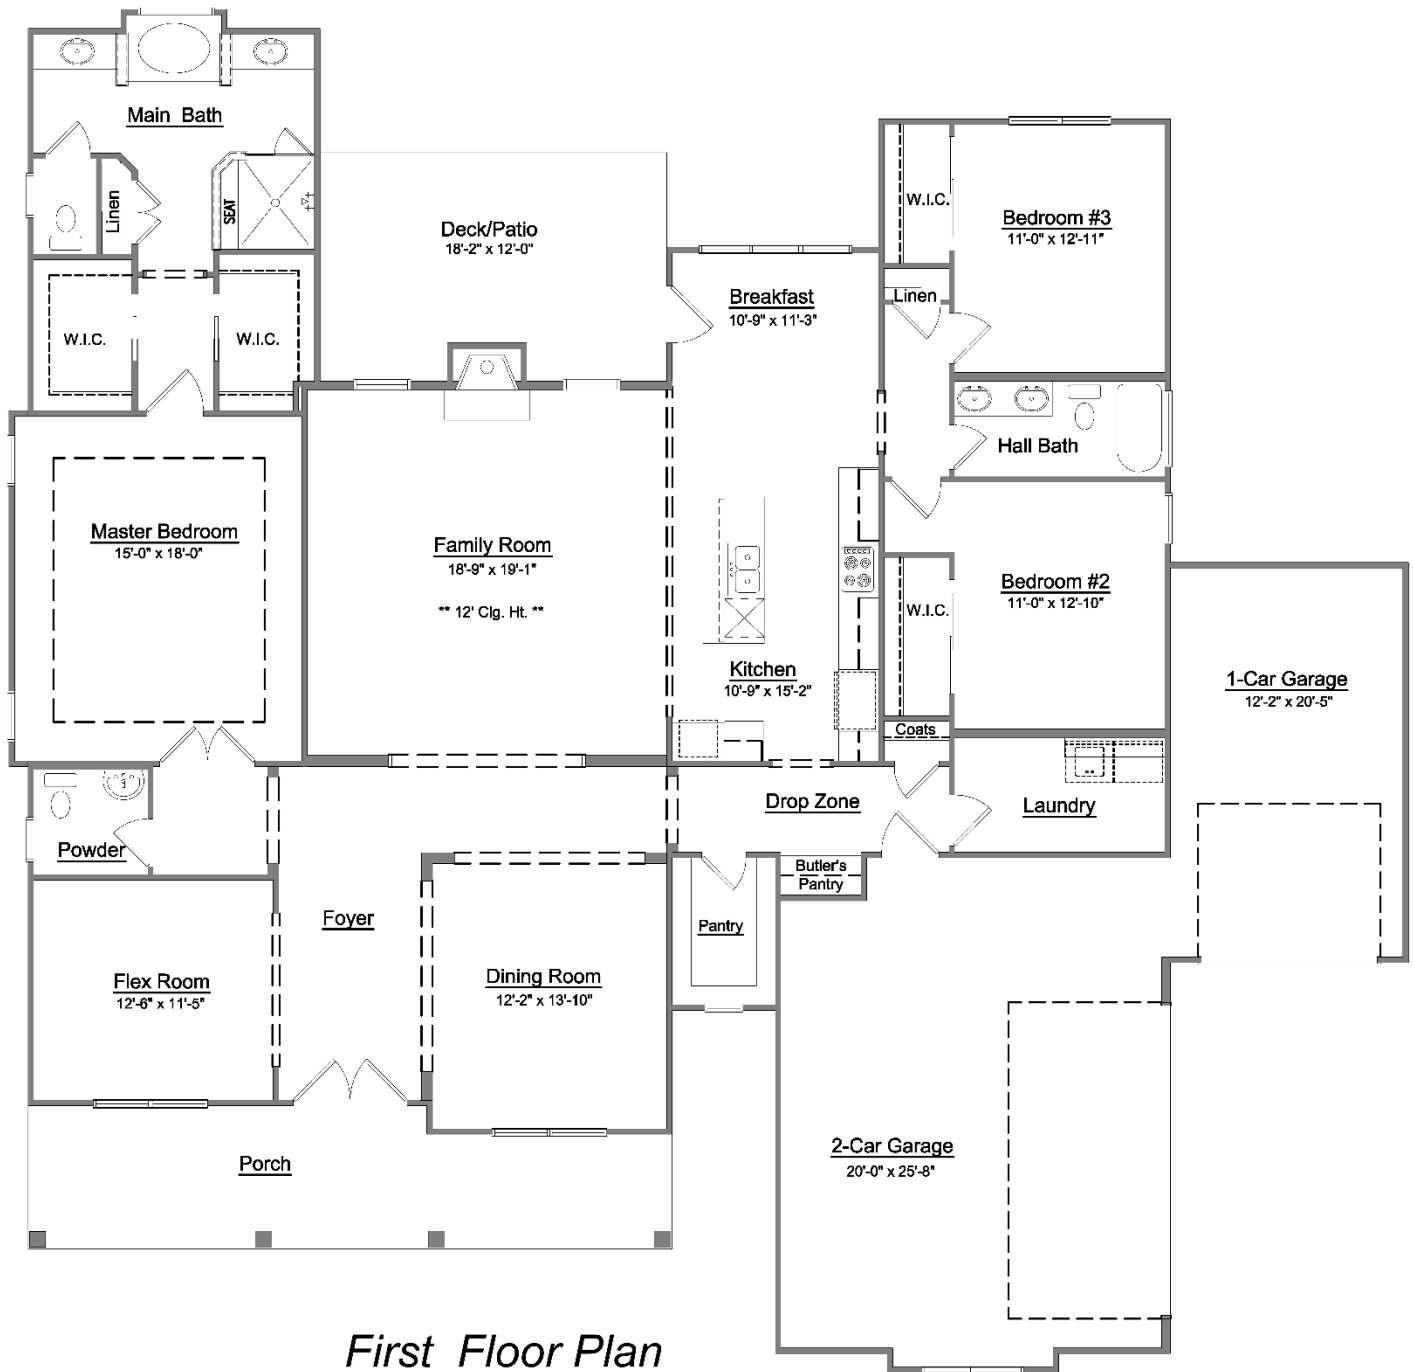 Main Bath
Linen
SEAT
W.I.C.
W.I.C.
Deck/Patio
18'-2" x 12'-0"
Breakfast
10'-9" x 11'-3"
W.I.C.
Bedroom #3
11'-0" x 12'-11"
Linen
Hall Bath
Master Bedroom
15'-0" x 18'-0"
Family Room
18'-9" x 19'-1"
** 12' Clg. Ht. **
Kitchen
10'-9" x 15'-2"
W.I.C.
Bedroom #2
11'-0" x 12'-10"
1-Car Garage
12'-2" x 20'-5"
Coats
Drop Zone
Laundry
Powder
Butler's
Pantry
Foyer
Pantry
Flex Room
12'-6" x 11'-5"
Dining Room
12'-2" x 13'-10"
Porch
2-Car Garage
20'-0" x 25'-8"
First Floor Plan